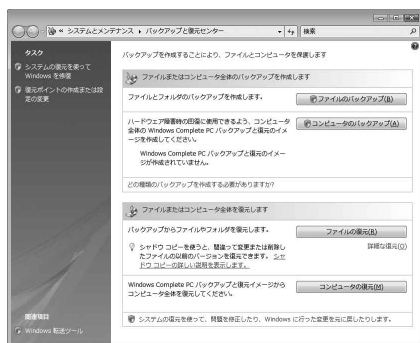 « システムとメンテナンス ▸ バックアップと復元センター
検索
タスク
システムの復元を使って
Windows を修復
復元ポイントの作成または設
定の変更
関連項目
Windows 転送ツール
バックアップを作成することにより、ファイルとコンピュータを保護します
ファイルまたはコンピュータ全体のバックアップを作成します
ファイルとフォルダのバックアップを作成します。
ファイルのバックアップ(B)
ハードウェア障害時の回復に使用できるよう、コンピュータ
全体の Windows Complete PC バックアップと復元のイメ
ージを作成してください。
コンピュータのバックアップ(A)
Windows Complete PC バックアップと復元のイメー
ジが作成されていません。
どの種類のバックアップを作成する必要がありますか?
ファイルまたはコンピュータ全体を復元します
バックアップからファイルやフォルダを復元します。
ファイルの復元(R)
シャドウ コピーを使うと、間違って変更または削除し
たファイルの以前のバージョンを復元できます。 シャ
ドウ コピーの詳しい説明を表示します。
詳細な復元(O)
Windows Complete PC バックアップと復元イメージから
コンピュータ全体を復元してください。
コンピュータの復元(M)
システムの復元を使って、問題を修正したり、Windows に行った変更を元に戻したりします。